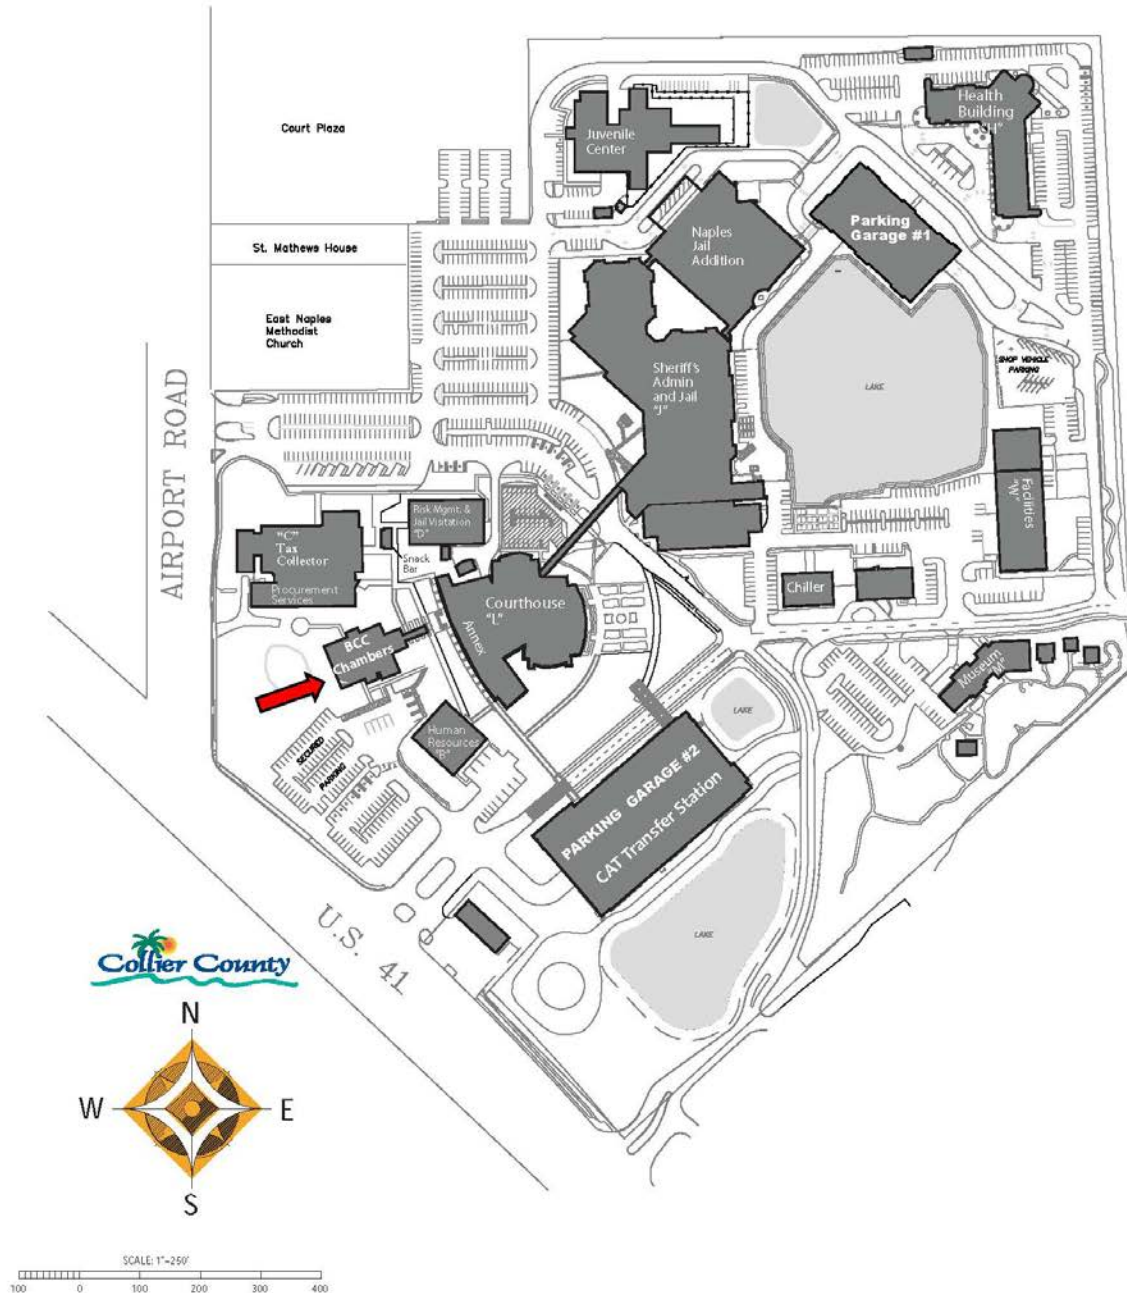 Court Plaza
St. Mathews House
East Naples
Methodist
Church
AIRPORT ROAD
Juvenile
Center
Naples
Jail
Addition
Health
Building
"H"
Parking
Garage #1
LAKE
SHOP VEHICLE
PARKING
Sheriff's
Admin
and Jail
"J"
Facilities
"W"
Risk Mgmt. &
Jail Visitation
"D"
"C"
Tax
Collector
Procurement
Services
Snack
Bar
Chiller
Courthouse
"L"
Annex
BCC
Chambers
Museum
"M"
Human
Resources
"B"
SECURED
PARKING
LAKE
PARKING GARAGE #2
CAT Transfer Station
LAKE
U.S. 41
Collier County
N
W
E
S
SCALE: 1"=250'
100 0 100 200 300 400